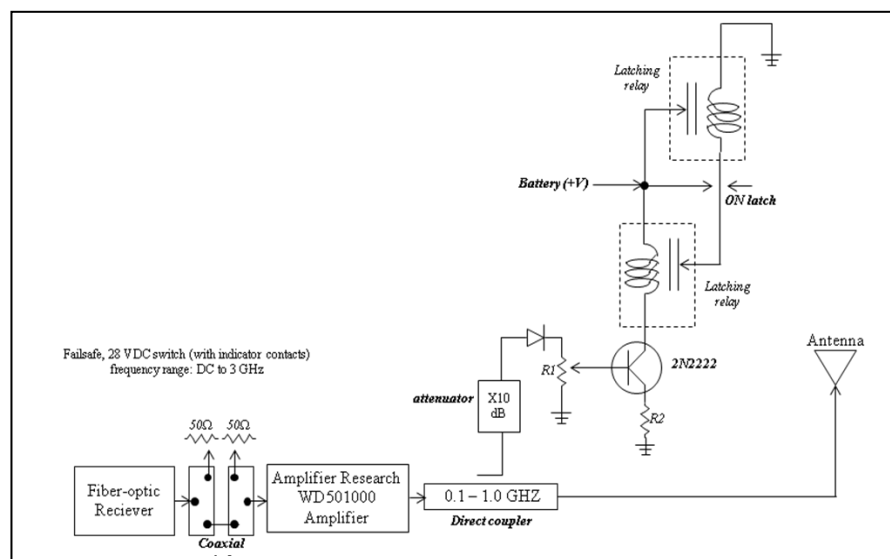 Latching
relay
Battery (+V)
ON latch
Latching
relay
Failsafe, 28 VDC switch (with indicator contacts)
frequency range: DC to 3 GHz
Antenna
R1
2N2222
attenuator
X10
dB
R2
50Ω
50Ω
Fiber-optic
Reciever
Amplifier Research
WD501000
Amplifier
0.1 – 1.0 GHZ
Direct coupler
Coaxial